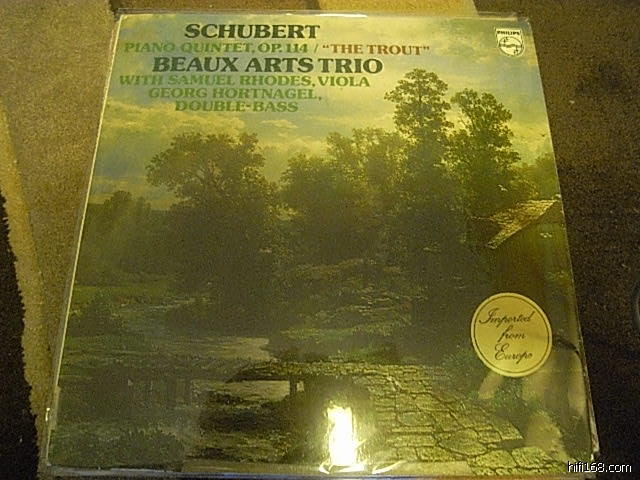 SCHUBERT
PIANO QUINTET, OP. 114 / "THE TROUT"
BEAUX ARTS TRIO
WITH SAMUEL RHODES, VIOLA
GEORG HORTNAGEL,
DOUBLE-BASS
PHILIPS
Imported
from
Europe
hifi168.com